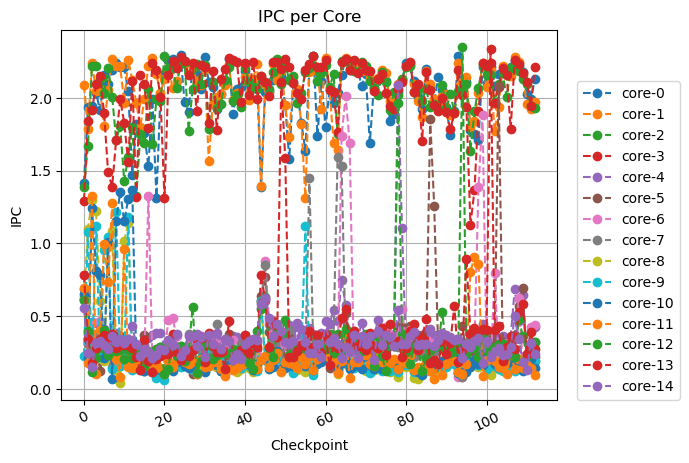 IPC per Core
IPC
2.0
1.5
1.0
0.5
0.0
0
20
40
60
80
100
Checkpoint
core-0
core-1
core-2
core-3
core-4
core-5
core-6
core-7
core-8
core-9
core-10
core-11
core-12
core-13
core-14